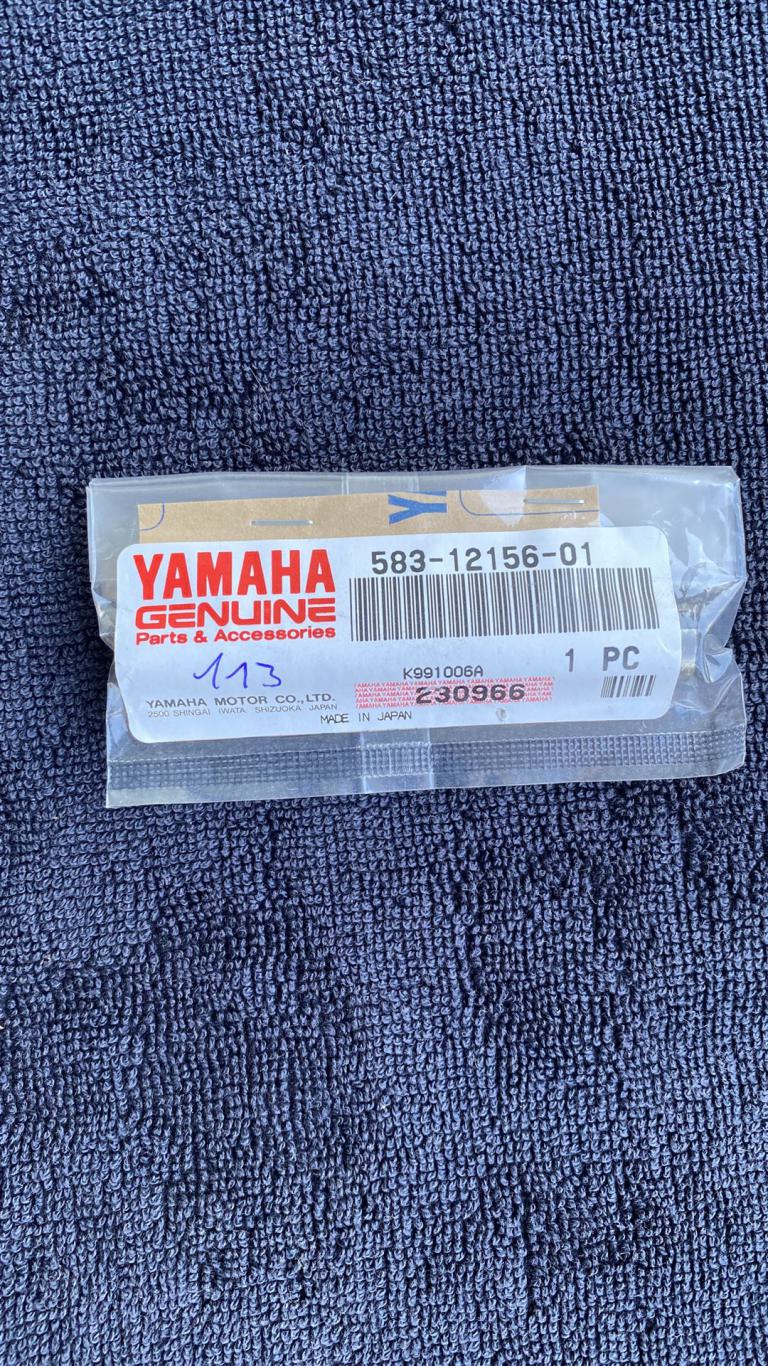 YA
YAMAHA
GENUINE
Parts & Accessories
583-12156-01
113
K991006A
1 PC
230966
YAMAHA MOTOR CO., LTD.
2500 SHINGAI IWATA SHIZUOKA JAPAN
MADE IN JAPAN